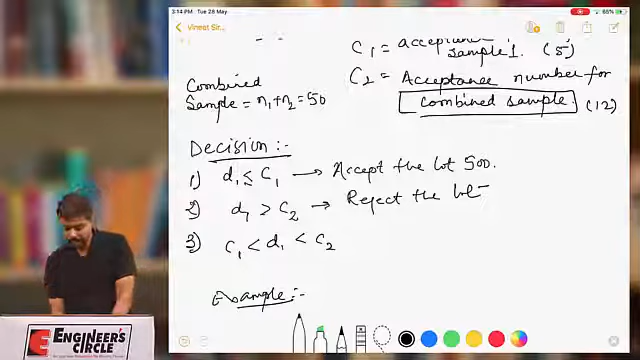 3:14 PM Tue 28 May
68%
Vineet Sir...
C1 = acceptance
sample 1. (5)
C2 = Acceptance number for
combined sample. (12)
Combined
Sample = n1+n2 = 50
Decision :-
1) d1 ≤ C1 → Accept the lot 500.
2) d1 > C2 → Reject the lot
3) C1 < d1 < C2
Example :-
ENGINEER'S
CIRCLE